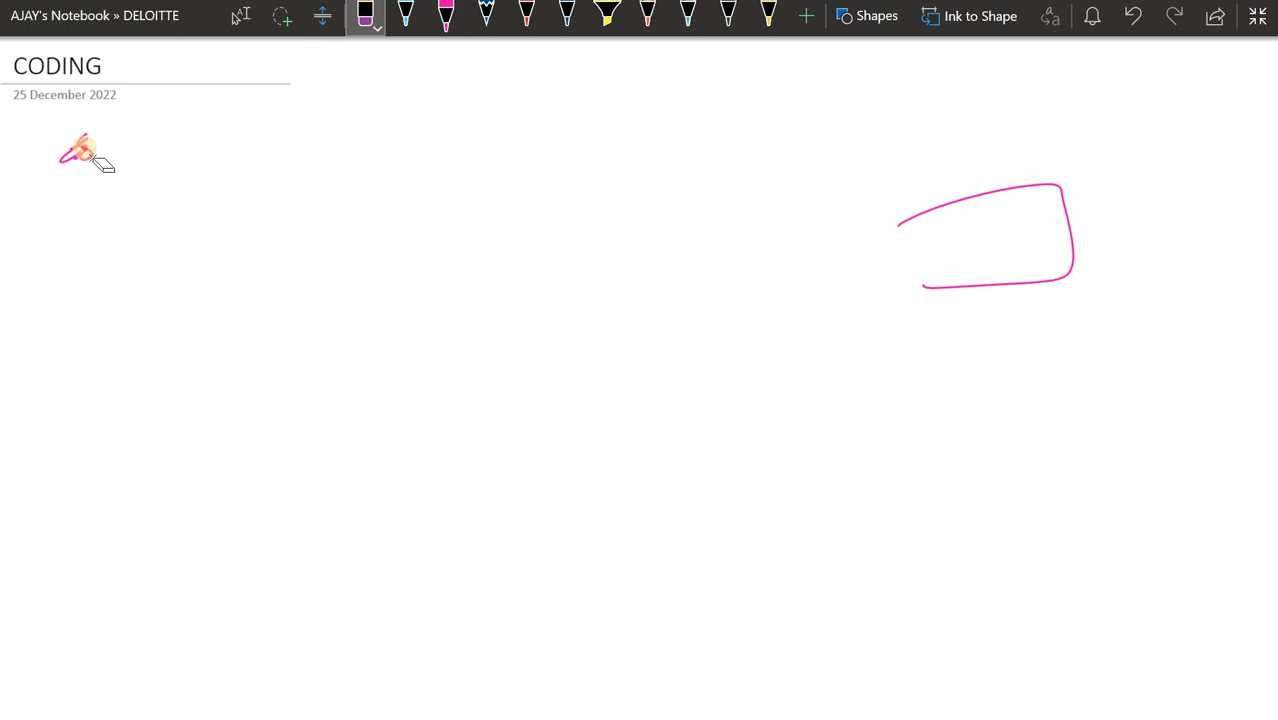 AJAY's Notebook » DELOITTE
Shapes
Ink to Shape
CODING
25 December 2022